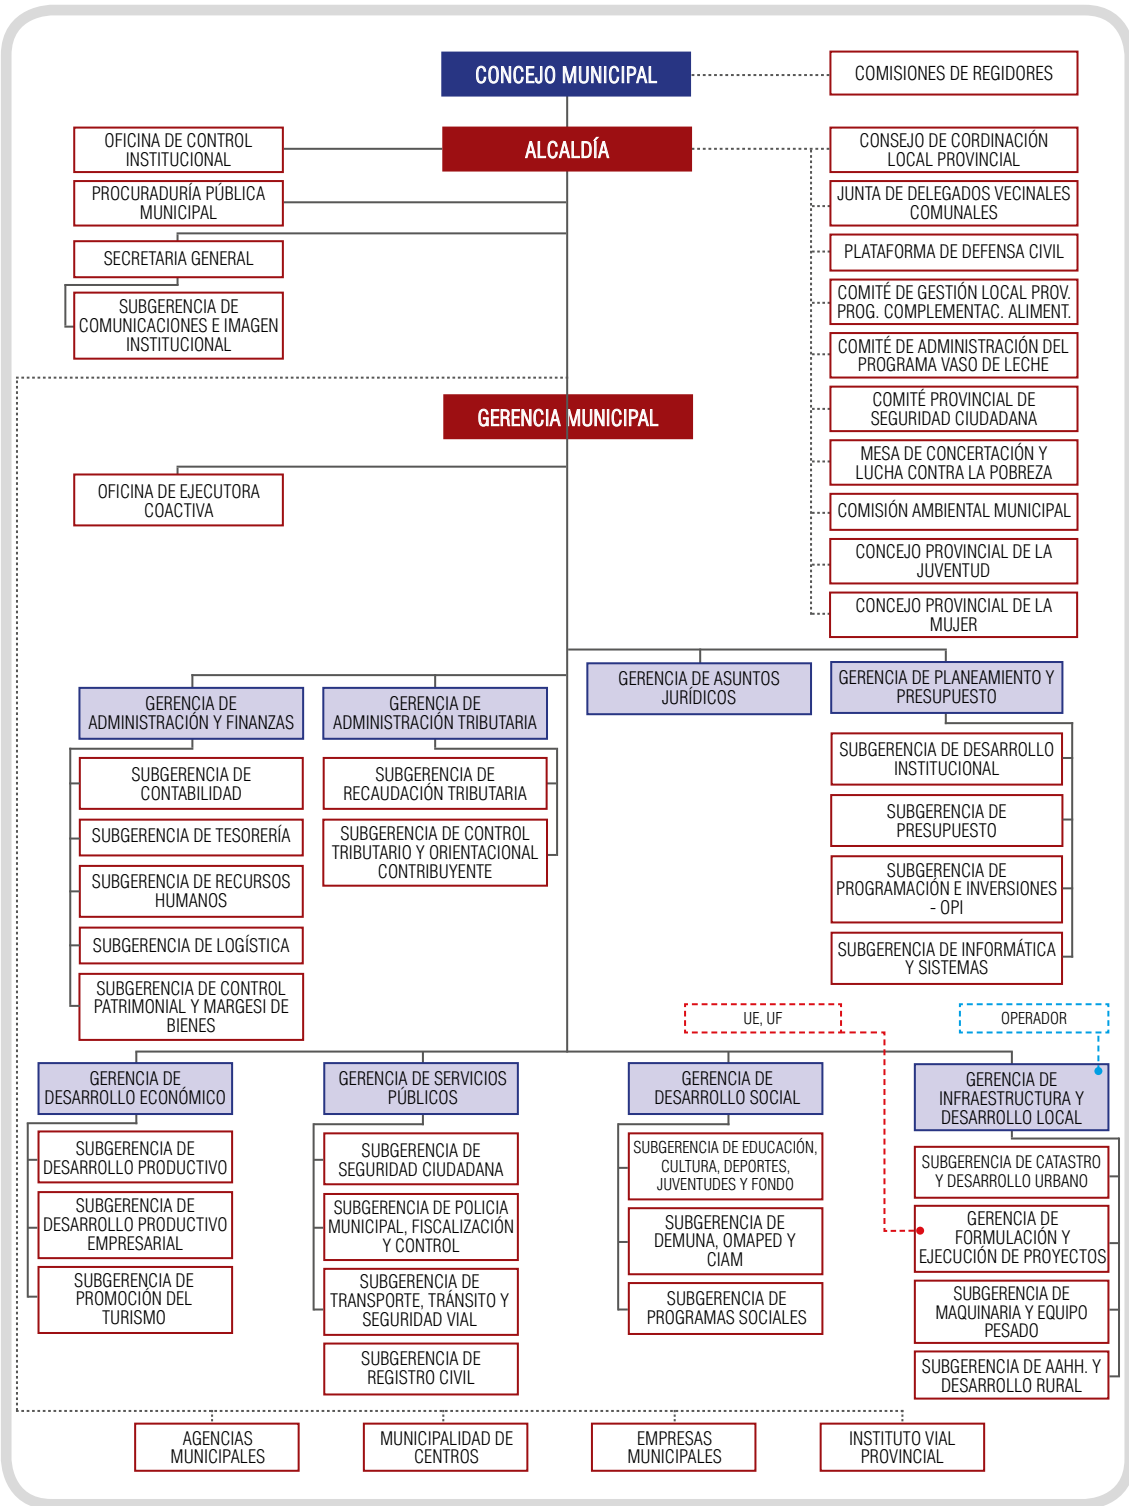 CONCEJO MUNICIPAL
COMISIONES DE REGIDORES
OFICINA DE CONTROL
INSTITUCIONAL
ALCALDÍA
CONSEJO DE CORDINACIÓN
LOCAL PROVINCIAL
PROCURADURÍA PÚBLICA
MUNICIPAL
JUNTA DE DELEGADOS VECINALES
COMUNALES
SECRETARIA GENERAL
PLATAFORMA DE DEFENSA CIVIL
SUBGERENCIA DE
COMUNICACIONES E IMAGEN
INSTITUCIONAL
COMITÉ DE GESTIÓN LOCAL PROV.
PROG. COMPLEMENTAC. ALIMENT.
COMITÉ DE ADMINISTRACIÓN DEL
PROGRAMA VASO DE LECHE
COMITÉ PROVINCIAL DE
SEGURIDAD CIUDADANA
GERENCIA MUNICIPAL
MESA DE CONCERTACIÓN Y
LUCHA CONTRA LA POBREZA
OFICINA DE EJECUTORA
COACTIVA
COMISIÓN AMBIENTAL MUNICIPAL
CONCEJO PROVINCIAL DE LA
JUVENTUD
CONCEJO PROVINCIAL DE LA
MUJER
GERENCIA DE
ADMINISTRACIÓN Y FINANZAS
GERENCIA DE
ADMINISTRACIÓN TRIBUTARIA
GERENCIA DE ASUNTOS
JURÍDICOS
GERENCIA DE PLANEAMIENTO Y
PRESUPUESTO
SUBGERENCIA DE
CONTABILIDAD
SUBGERENCIA DE TESORERÍA
SUBGERENCIA DE RECURSOS
HUMANOS
SUBGERENCIA DE LOGÍSTICA
SUBGERENCIA DE CONTROL
PATRIMONIAL Y MARGESI DE
BIENES
SUBGERENCIA DE
RECAUDACIÓN TRIBUTARIA
SUBGERENCIA DE CONTROL
TRIBUTARIO Y ORIENTACIONAL
CONTRIBUYENTE
SUBGERENCIA DE DESARROLLO
INSTITUCIONAL
SUBGERENCIA DE
PRESUPUESTO
SUBGERENCIA DE
PROGRAMACIÓN E INVERSIONES
- OPI
SUBGERENCIA DE INFORMÁTICA
Y SISTEMAS
UE, UF
OPERADOR
GERENCIA DE
DESARROLLO ECONÓMICO
SUBGERENCIA DE
DESARROLLO PRODUCTIVO
SUBGERENCIA DE
DESARROLLO PRODUCTIVO
EMPRESARIAL
SUBGERENCIA DE
PROMOCIÓN DEL
TURISMO
GERENCIA DE SERVICIOS
PÚBLICOS
SUBGERENCIA DE
SEGURIDAD CIUDADANA
SUBGERENCIA DE POLICIA
MUNICIPAL, FISCALIZACIÓN
Y CONTROL
SUBGERENCIA DE
TRANSPORTE, TRÁNSITO Y
SEGURIDAD VIAL
SUBGERENCIA DE
REGISTRO CIVIL
GERENCIA DE
DESARROLLO SOCIAL
SUBGERENCIA DE EDUCACIÓN,
CULTURA, DEPORTES,
JUVENTUDES Y FONDO
SUBGERENCIA DE
DEMUNA, OMAPED Y
CIAM
SUBGERENCIA DE
PROGRAMAS SOCIALES
GERENCIA DE
INFRAESTRUCTURA Y
DESARROLLO LOCAL
SUBGERENCIA DE CATASTRO
Y DESARROLLO URBANO
GERENCIA DE
FORMULACIÓN Y
EJECUCIÓN DE PROYECTOS
SUBGERENCIA DE
MAQUINARIA Y EQUIPO
PESADO
SUBGERENCIA DE AAHH. Y
DESARROLLO RURAL
AGENCIAS
MUNICIPALES
MUNICIPALIDAD DE
CENTROS
EMPRESAS
MUNICIPALES
INSTITUTO VIAL
PROVINCIAL